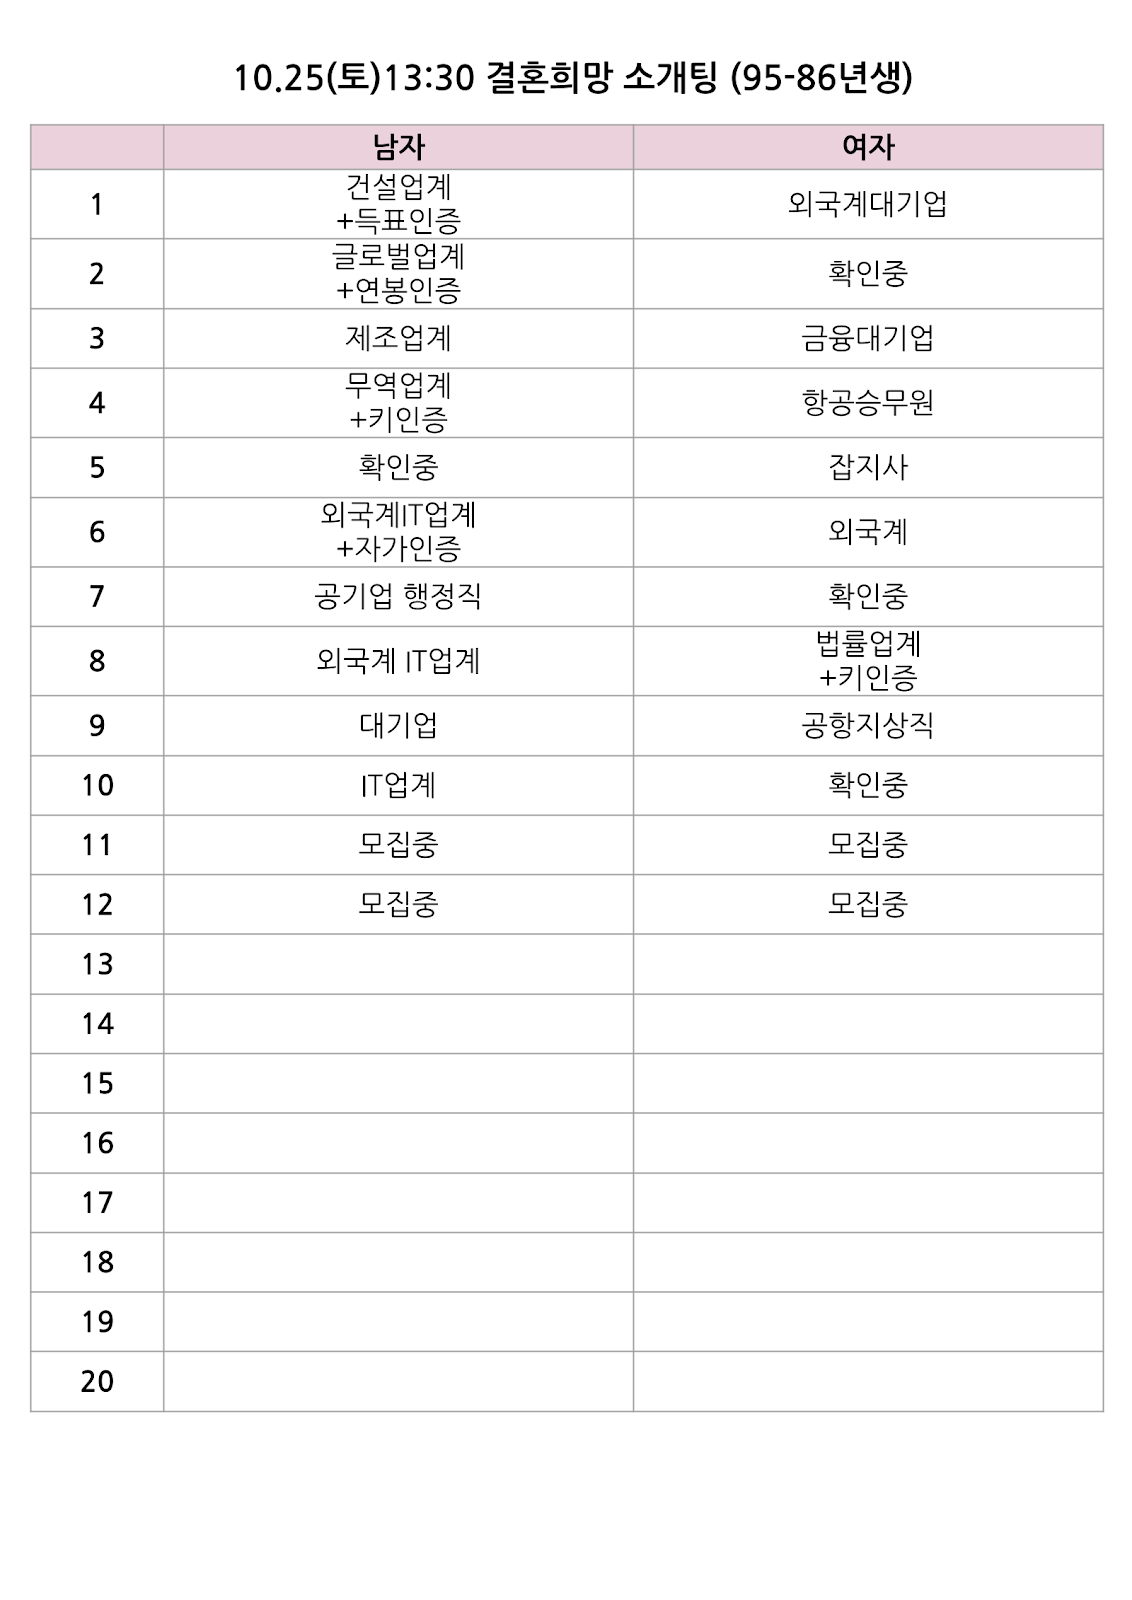 10.25(토)13:30 결혼희망 소개팅 (95-86년생)
남자 여자
1 건설업계 외국계대기업
+득표인증
2 글로벌업계 확인중
+연봉인증
3 제조업계 금융대기업
4 무역업계 항공승무원
+키인증
5 확인중 잡지사
6 외국계IT업계 외국계
+자가인증
7 공기업 행정직 확인중
8 외국계 IT업계 법률업계
+키인증
9 대기업 공항지상직
10 IT업계 확인중
11 모집중 모집중
12 모집중 모집중
13
14
15
16
17
18
19
20